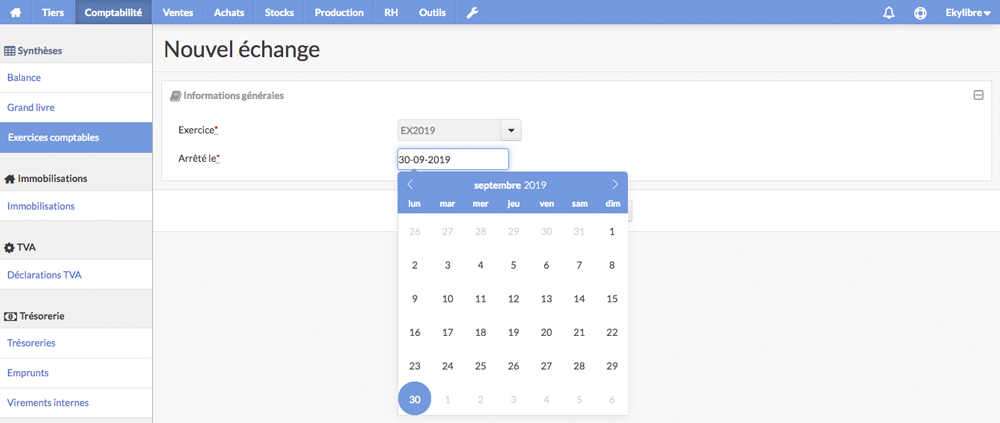 Tiers Comptabilité Ventes Achats Stocks Production RH Outils Ekylibre
Synthèses
Balance
Grand livre
Exercices comptables
Immobilisations
Immobilisations
TVA
Déclarations TVA
Trésorerie
Trésoreries
Emprunts
Virements internes
Nouvel échange
Informations générales
Exercice* EX2019
Arrêté le* 30-09-2019
septembre 2019
lun mar mer jeu ven sam dim
26 27 28 29 30 31 1
2 3 4 5 6 7 8
9 10 11 12 13 14 15
16 17 18 19 20 21 22
23 24 25 26 27 28 29
30 1 2 3 4 5 6